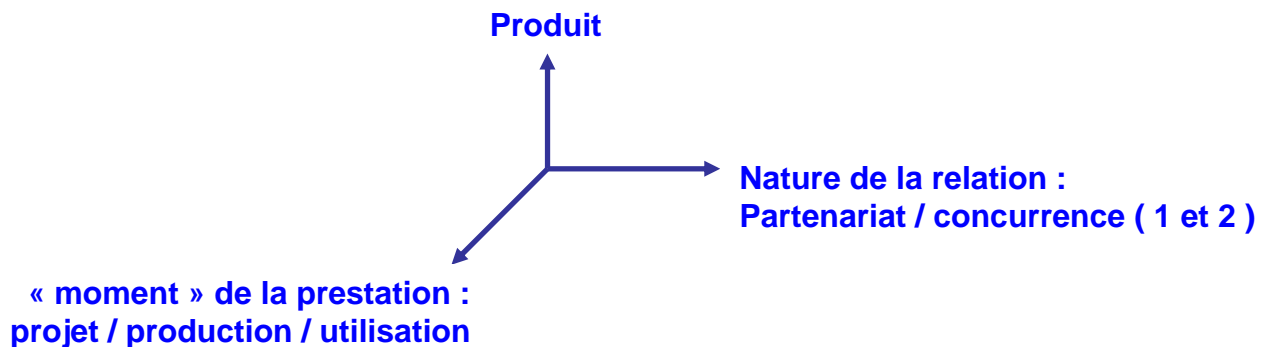 Produit
Nature de la relation :
Partenariat / concurrence ( 1 et 2 )
« moment » de la prestation :
projet / production / utilisation